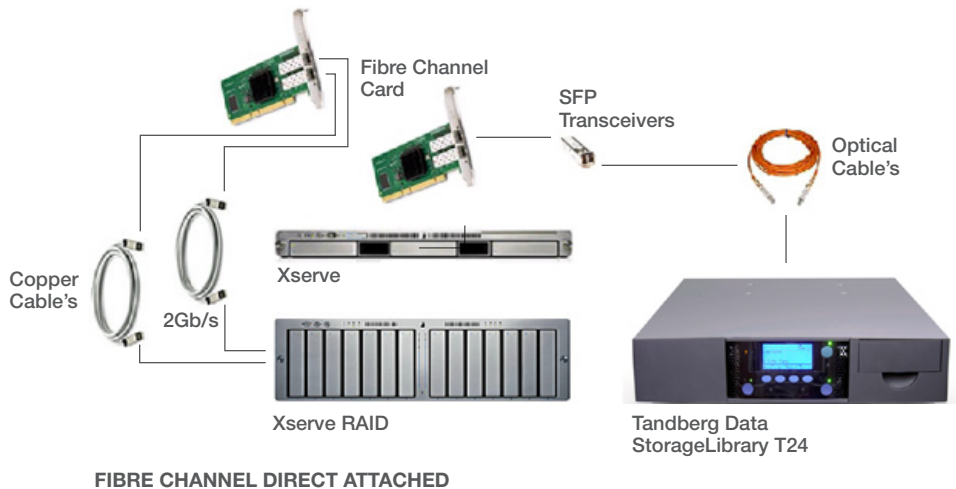 Fibre Channel
Card
SFP
Transceivers
Optical
Cable's
Copper
Cable's
2Gb/s
Xserve
Xserve RAID
Tandberg Data
StorageLibrary T24
FIBRE CHANNEL DIRECT ATTACHED